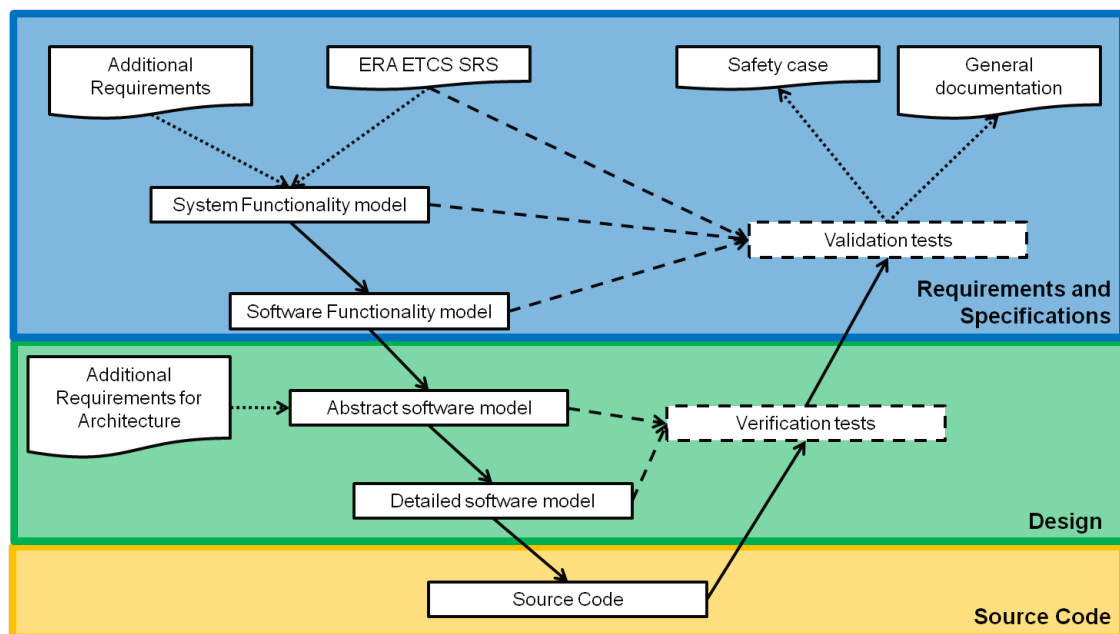 Additional
Requirements
ERA ETCS SRS
Safety case
General
documentation
System Functionality model
Validation tests
Software Functionality model
Requirements and
Specifications
Additional
Requirements for
Architecture
Abstract software model
Verification tests
Detailed software model
Design
Source Code
Source Code